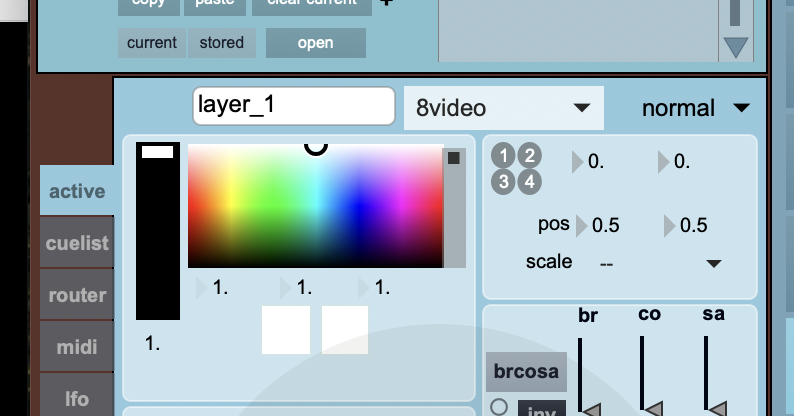 copy paste clear current +
current stored open
layer_1 8video normal
1 2 0. 0.
3 4
active
pos 0.5 0.5
cuelist
scale --
router
1. 1. 1.
br co sa
midi
1.
brcosa
lfo
inv